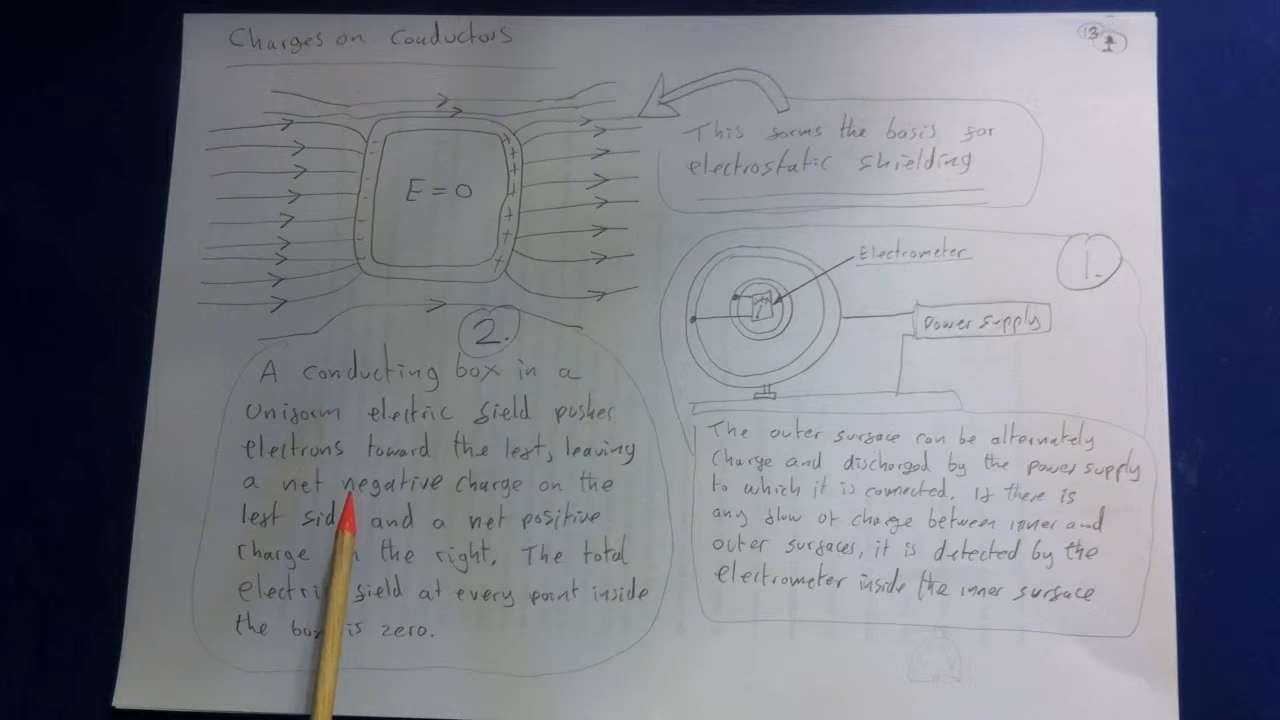 Charges on Conductors
13
1
E = 0
This forms the basis for
electrostatic shielding
1.
Electrometer
Power supply
2.
A conducting box in a
Uniform electric field pushes
electrons toward the left, leaving
a net negative charge on the
left side and a net positive
charge on the right. The total
electric field at every point inside
the box is zero.
The outer surface can be alternately
charge and discharged by the power supply
to which it is connected. If there is
any flow of charge between inner and
outer surfaces, it is detected by the
electrometer inside the inner surface